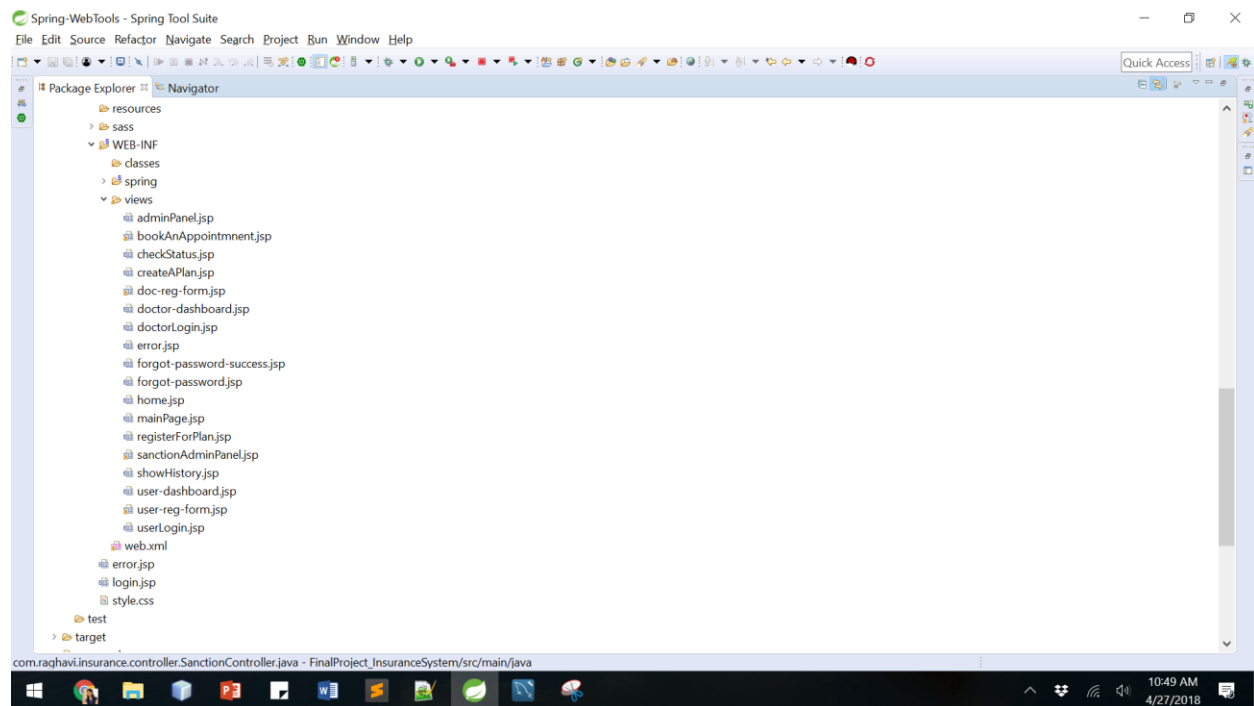 Spring-WebTools - Spring Tool Suite
File Edit Source Refactor Navigate Search Project Run Window Help
Quick Access
Package Explorer Navigator
resources
sass
WEB-INF
classes
spring
views
adminPanel.jsp
bookAnAppointmnent.jsp
checkStatus.jsp
createAPlan.jsp
doc-reg-form.jsp
doctor-dashboard.jsp
doctorLogin.jsp
error.jsp
forgot-password-success.jsp
forgot-password.jsp
home.jsp
mainPage.jsp
registerForPlan.jsp
sanctionAdminPanel.jsp
showHistory.jsp
user-dashboard.jsp
user-reg-form.jsp
userLogin.jsp
web.xml
error.jsp
login.jsp
style.css
test
target
com.raghavi.insurance.controller.SanctionController.java - FinalProject_InsuranceSystem/src/main/java
10:49 AM
4/27/2018